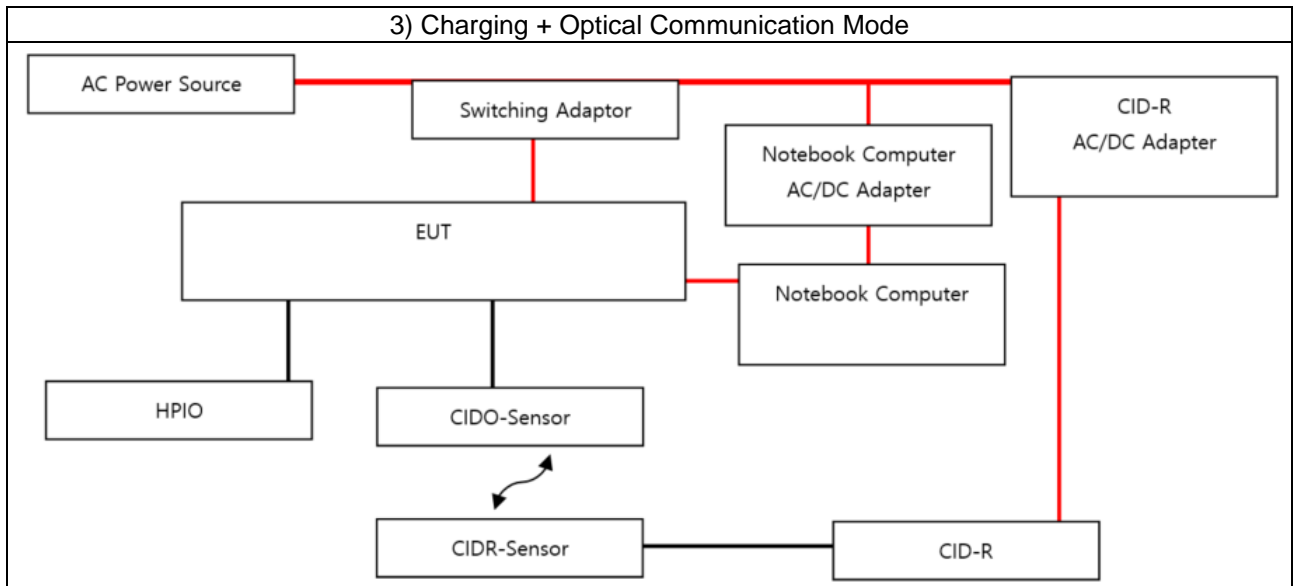 3) Charging + Optical Communication Mode
AC Power Source
Switching Adaptor
CID-R
AC/DC Adapter
Notebook Computer
AC/DC Adapter
EUT
Notebook Computer
HPIO
CIDO-Sensor
CIDR-Sensor
CID-R